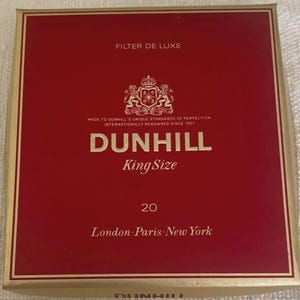 FILTER DE LUXE
MADE TO DUNHILL'S UNIQUE STANDARDS OF PERFECTION
INTERNATIONALLY RENOWNED SINCE 1907
DUNHILL
King Size
20
London·Paris·New York
DUNHILL